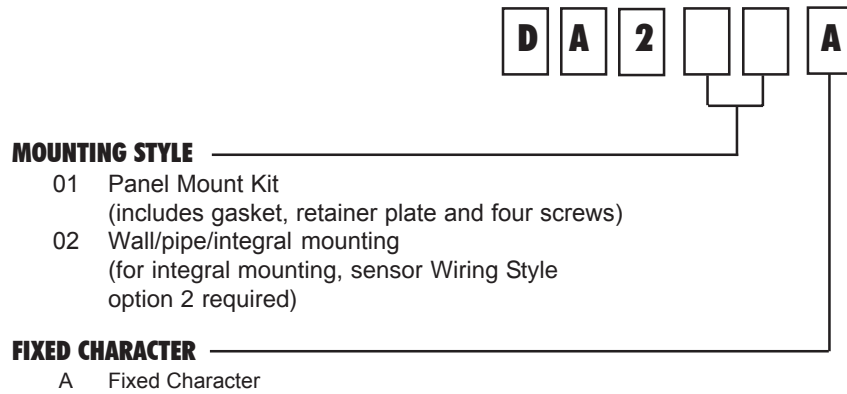 D A 2 A
MOUNTING STYLE
01 Panel Mount Kit
(includes gasket, retainer plate and four screws)
02 Wall/pipe/integral mounting
(for integral mounting, sensor Wiring Style
option 2 required)
FIXED CHARACTER
A Fixed Character